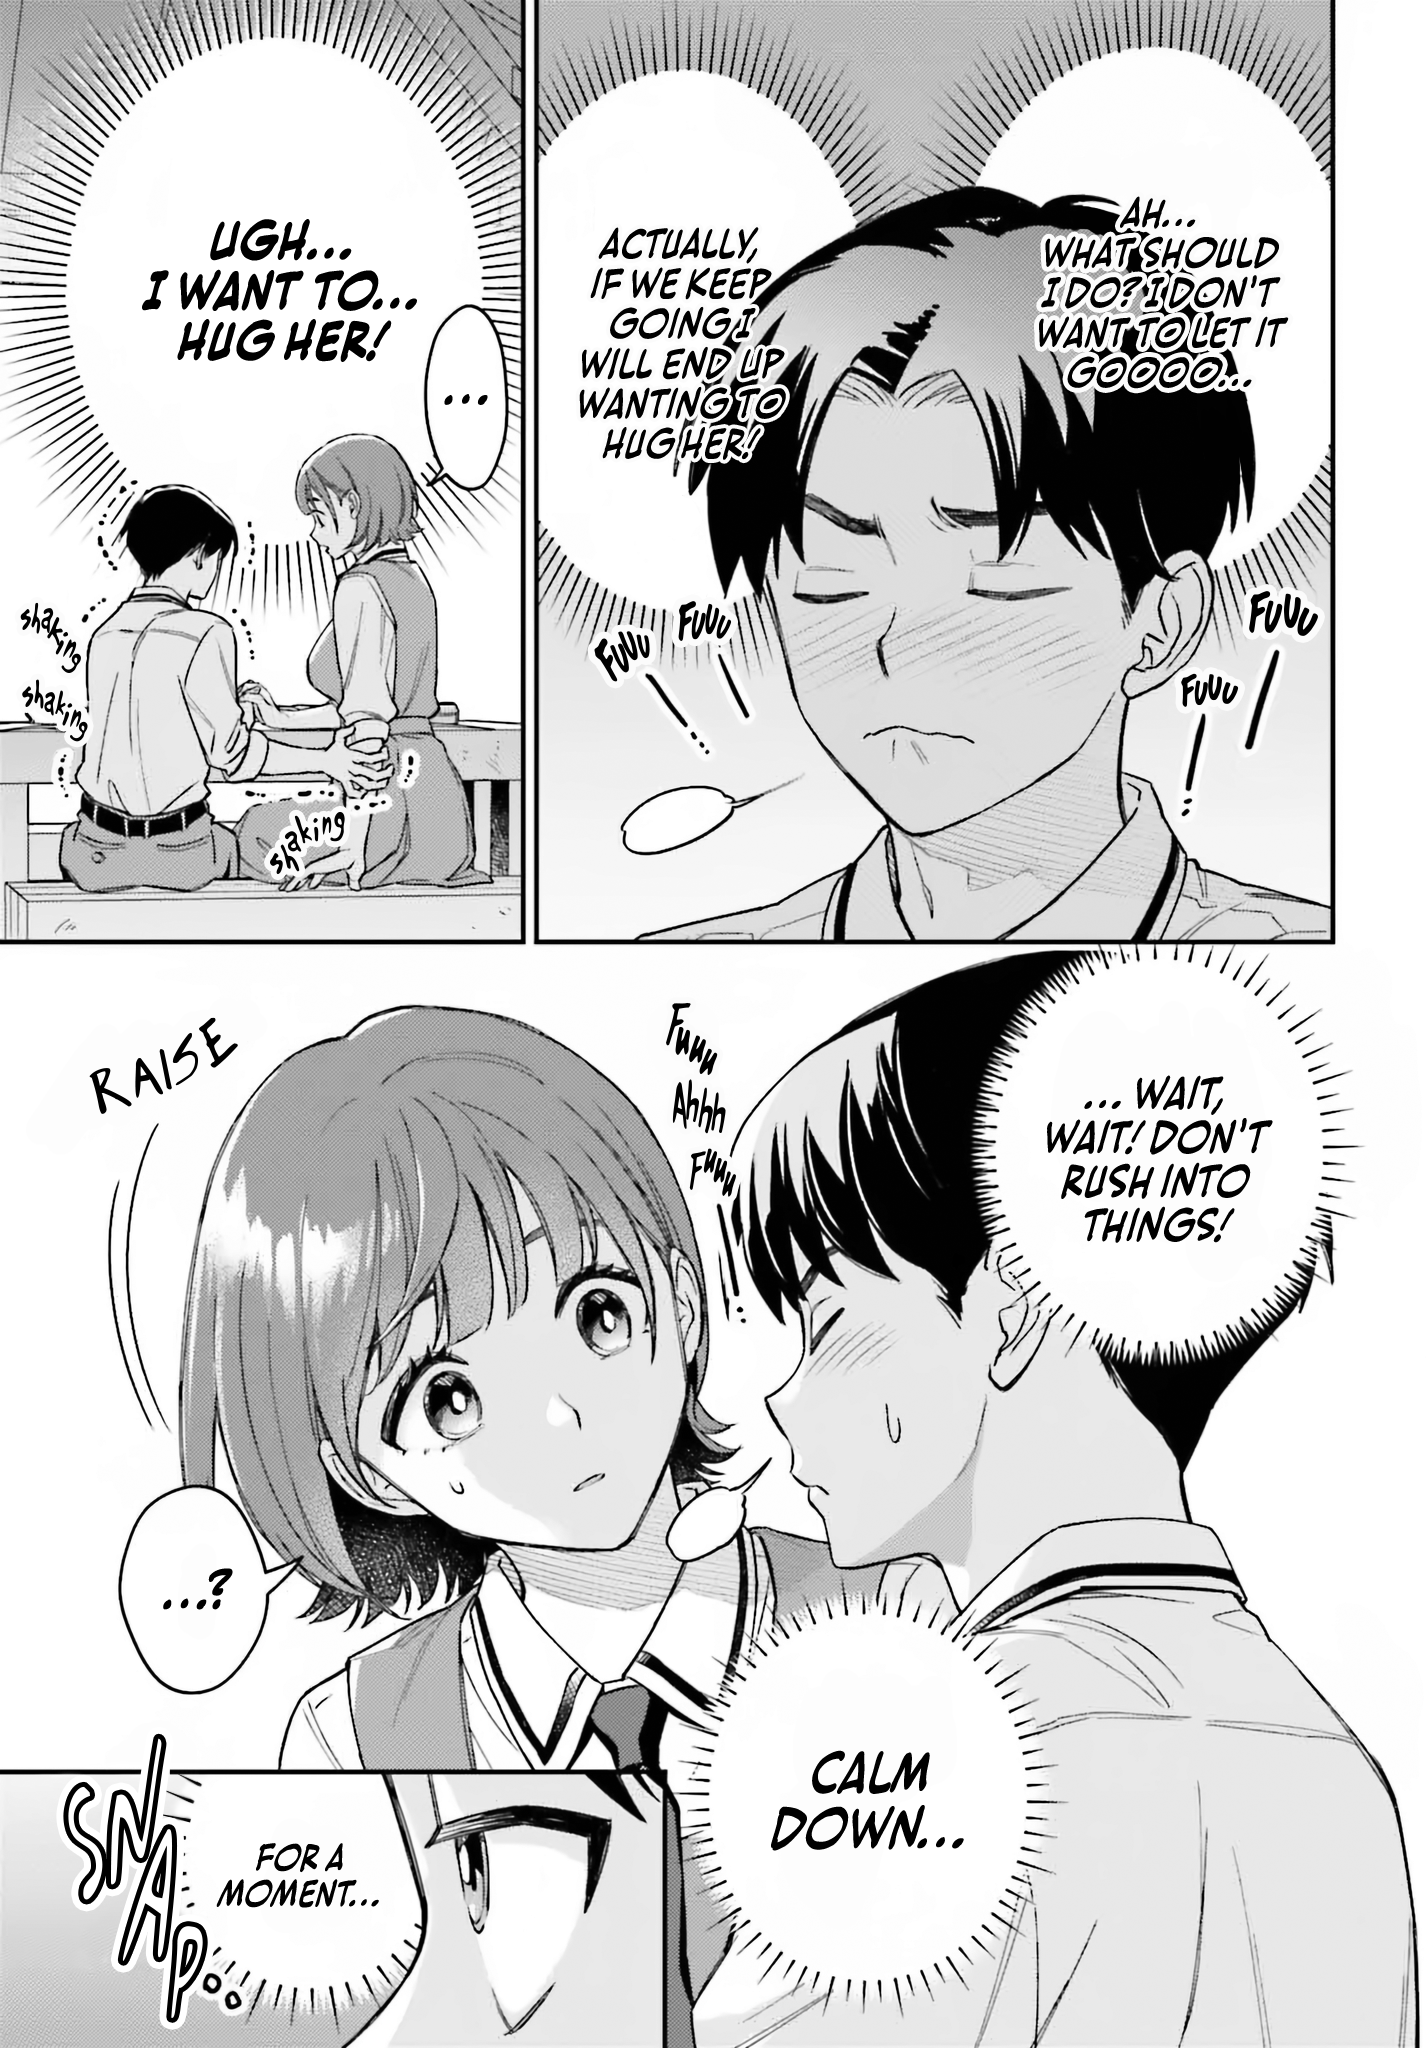 AH...
WHAT SHOULD
I DO? I DON'T
WANT TO LET IT
GOOOO...
ACTUALLY,
IF WE KEEP
GOING I
WILL END UP
WANTING TO
HUG HER!
FUUU
FUUU
FUUU
FUUU
UGH...
I WANT TO...
HUG HER!
...
shaking
shaking
shaking
... WAIT,
WAIT! DON'T
RUSH INTO
THINGS!
Fuuu
Ahhh
Fuuu
RAISE
...?
CALM
DOWN...
FOR A
MOMENT...
SNAP..